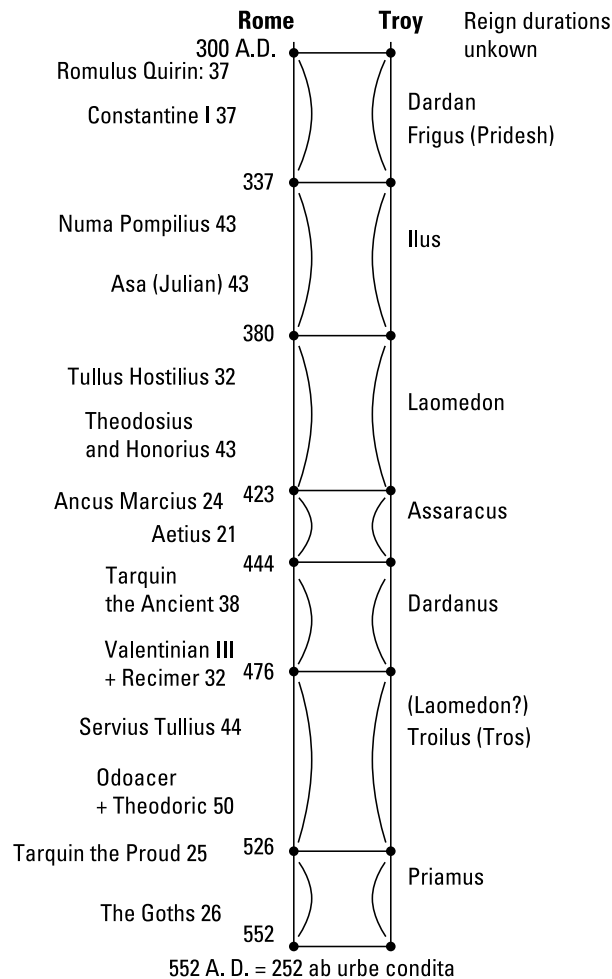 Rome Troy Reign durations
unkown
300 A.D.
Romulus Quirin: 37
Constantine I 37
Dardan
Frigus (Pridesh)
337
Numa Pompilius 43
Ilus
Asa (Julian) 43
380
Tullus Hostilius 32
Laomedon
Theodosius
and Honorius 43
423
Ancus Marcius 24
Assaracus
Aetius 21
444
Tarquin
the Ancient 38
Dardanus
Valentinian III
+ Recimer 32
476
(Laomedon?)
Troilus (Tros)
Servius Tullius 44
Odoacer
+ Theodoric 50
526
Tarquin the Proud 25
Priamus
The Goths 26
552
552 A. D. = 252 ab urbe condita